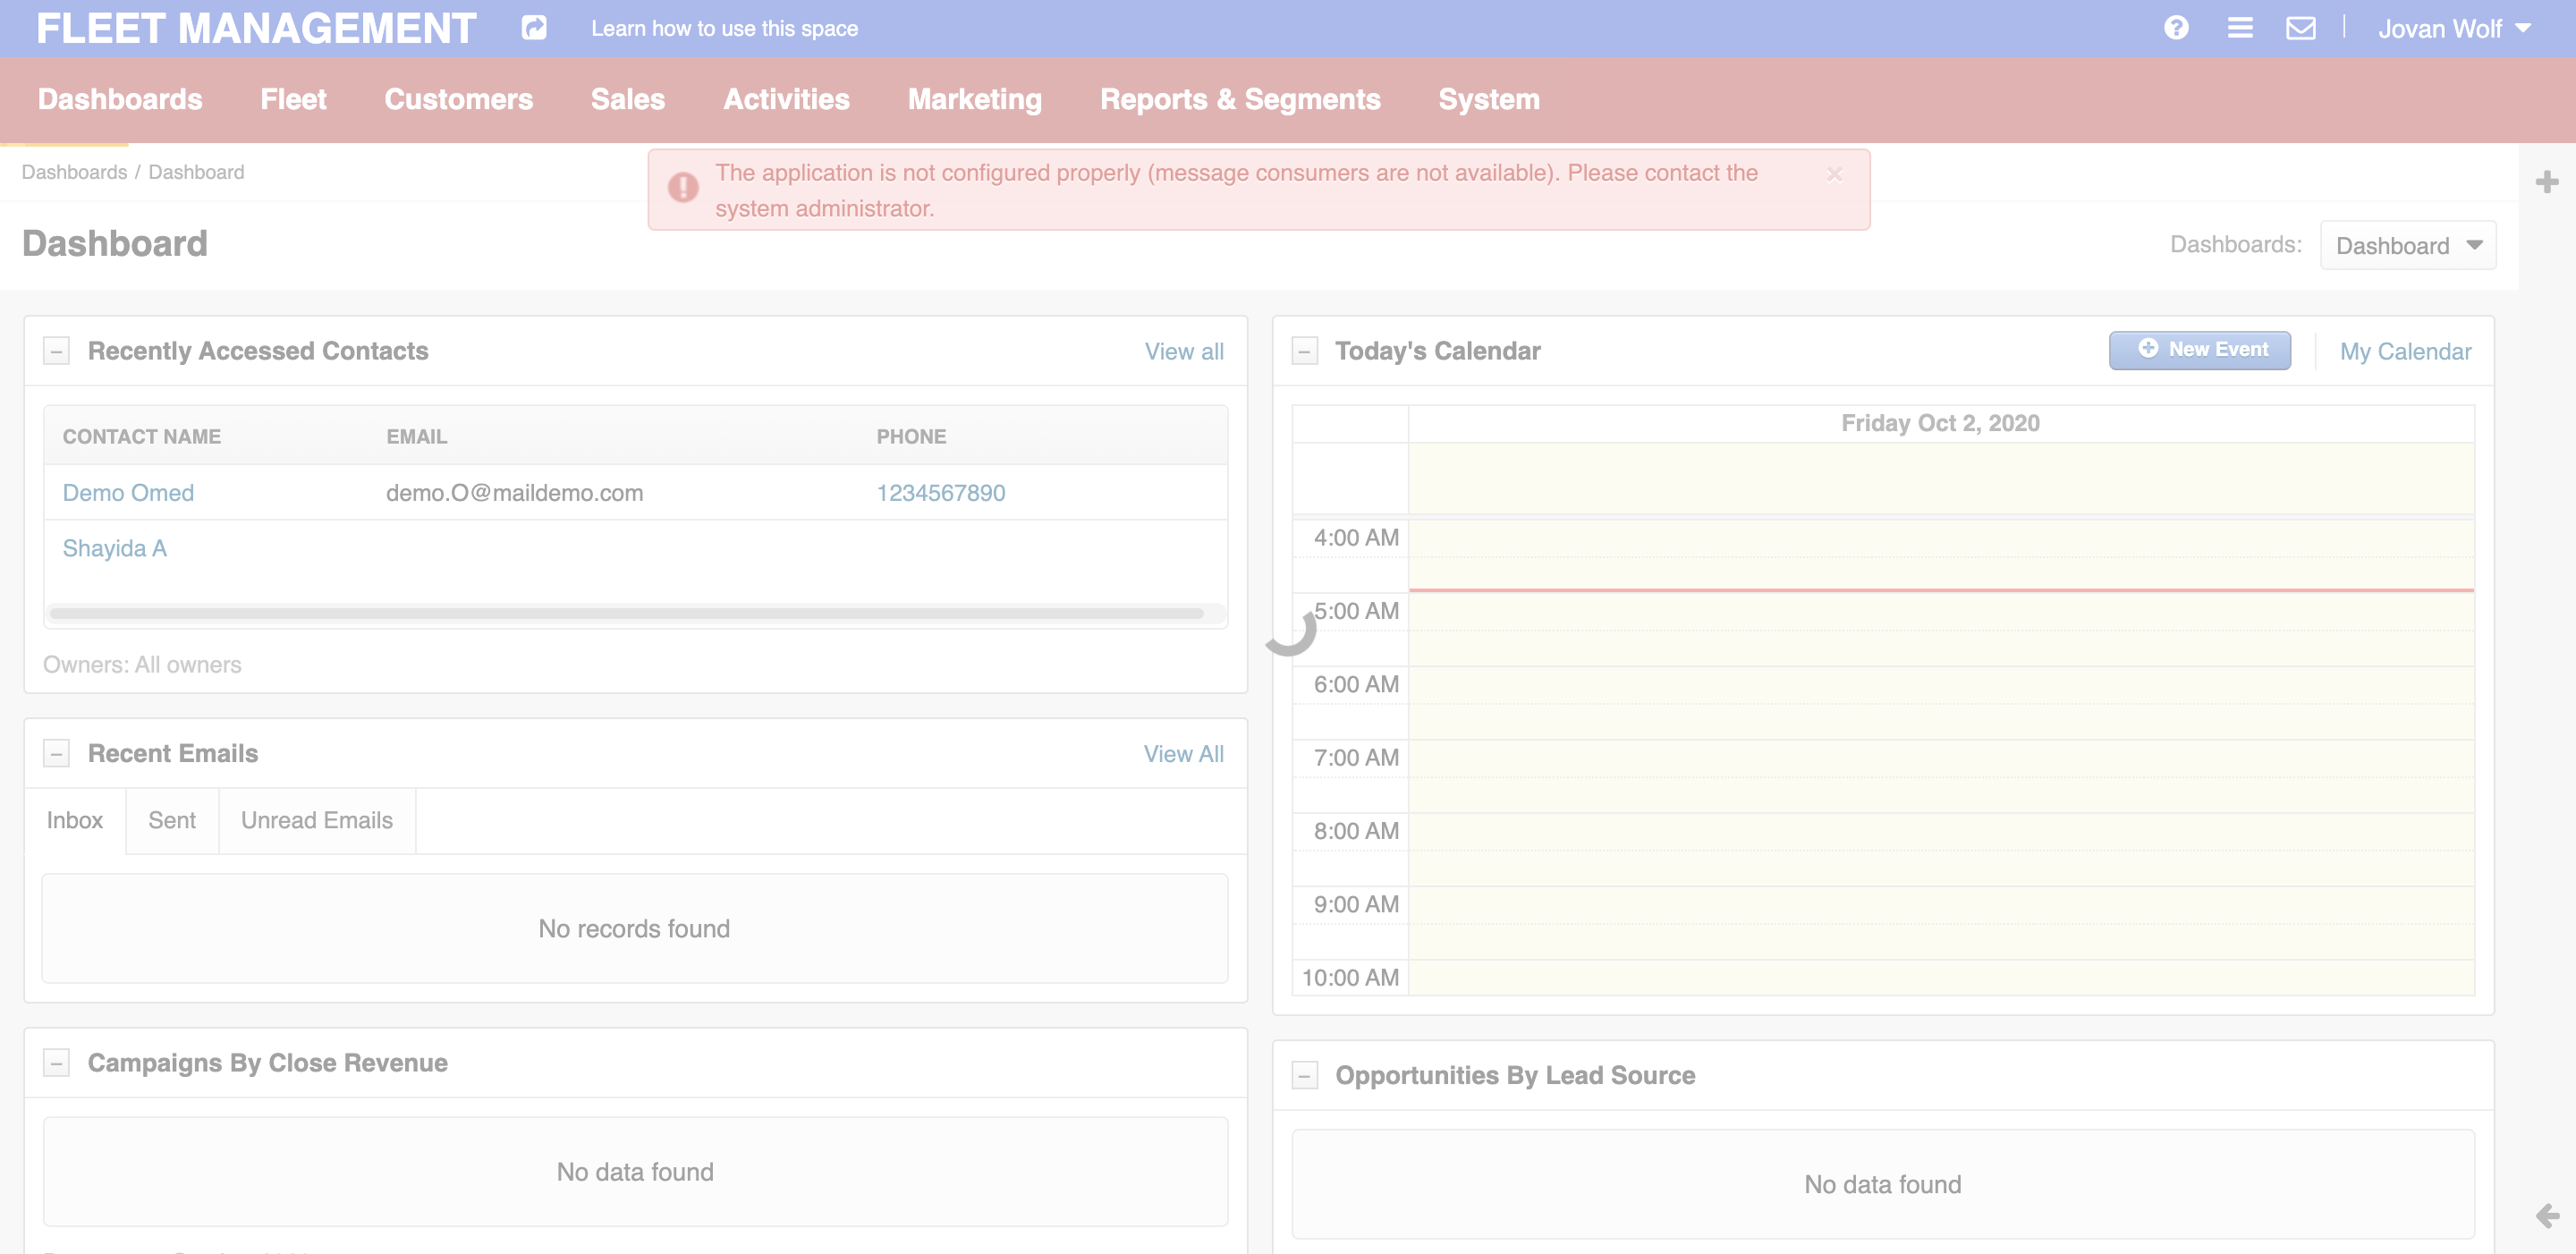 FLEET MANAGEMENT
Learn how to use this space
Jovan Wolf
Dashboards Fleet Customers Sales Activities Marketing Reports & Segments System
Dashboards / Dashboard
The application is not configured properly (message consumers are not available). Please contact the
system administrator.
×
Dashboard
Dashboards: Dashboard
Recently Accessed Contacts
View all
CONTACT NAME EMAIL PHONE
Demo Omed demo.O@maildemo.com 1234567890
Shayida A
Owners: All owners
Recent Emails
View All
Inbox Sent Unread Emails
No records found
Campaigns By Close Revenue
No data found
Today's Calendar
New Event
My Calendar
Friday Oct 2, 2020
4:00 AM
5:00 AM
6:00 AM
7:00 AM
8:00 AM
9:00 AM
10:00 AM
Opportunities By Lead Source
No data found